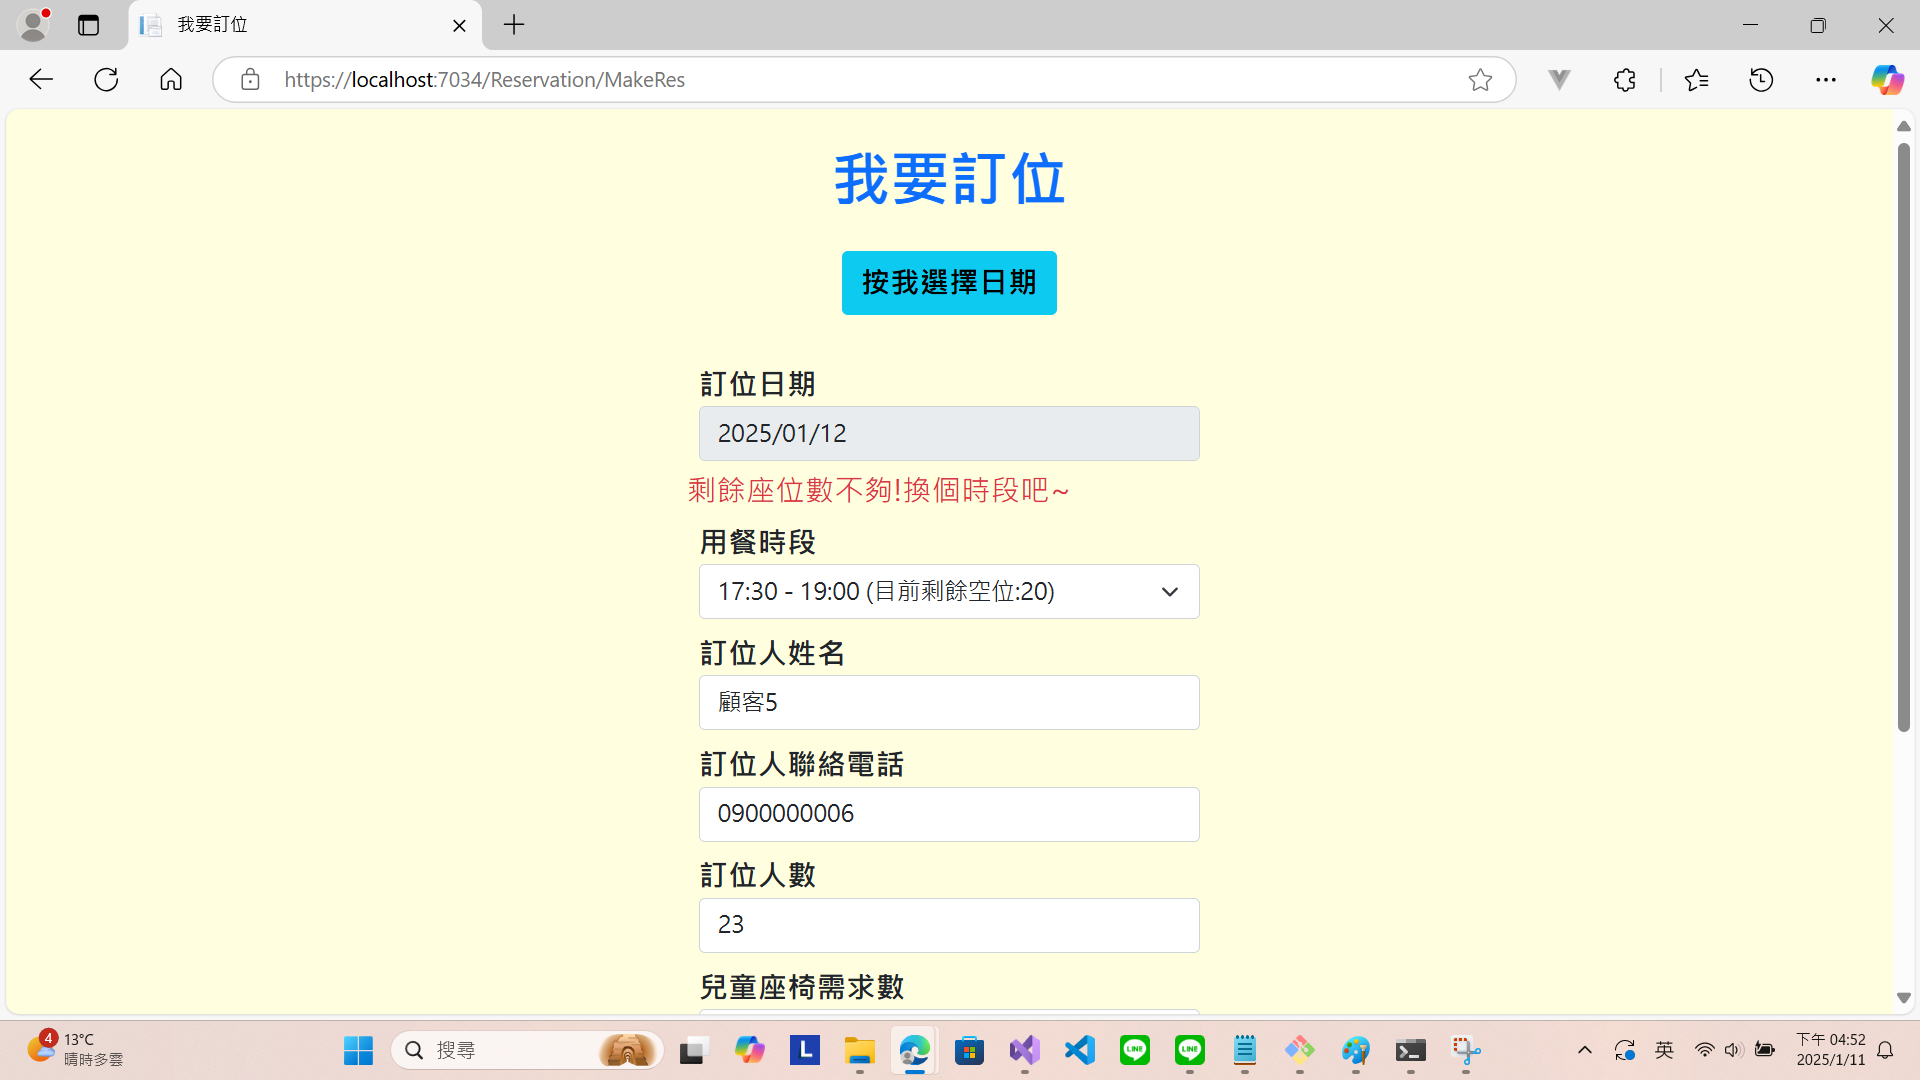 我要訂位
https://localhost:7034/Reservation/MakeRes
我要訂位
按我選擇日期
訂位日期
2025/01/12
剩餘座位數不夠!換個時段吧~
用餐時段
17:30 - 19:00 (目前剩餘空位:20)
訂位人姓名
顧客5
訂位人聯絡電話
0900000006
訂位人數
23
兒童座椅需求數
4
13°C
晴時多雲
搜尋
L
LINE
LINE
英
下午 04:52
2025/1/11